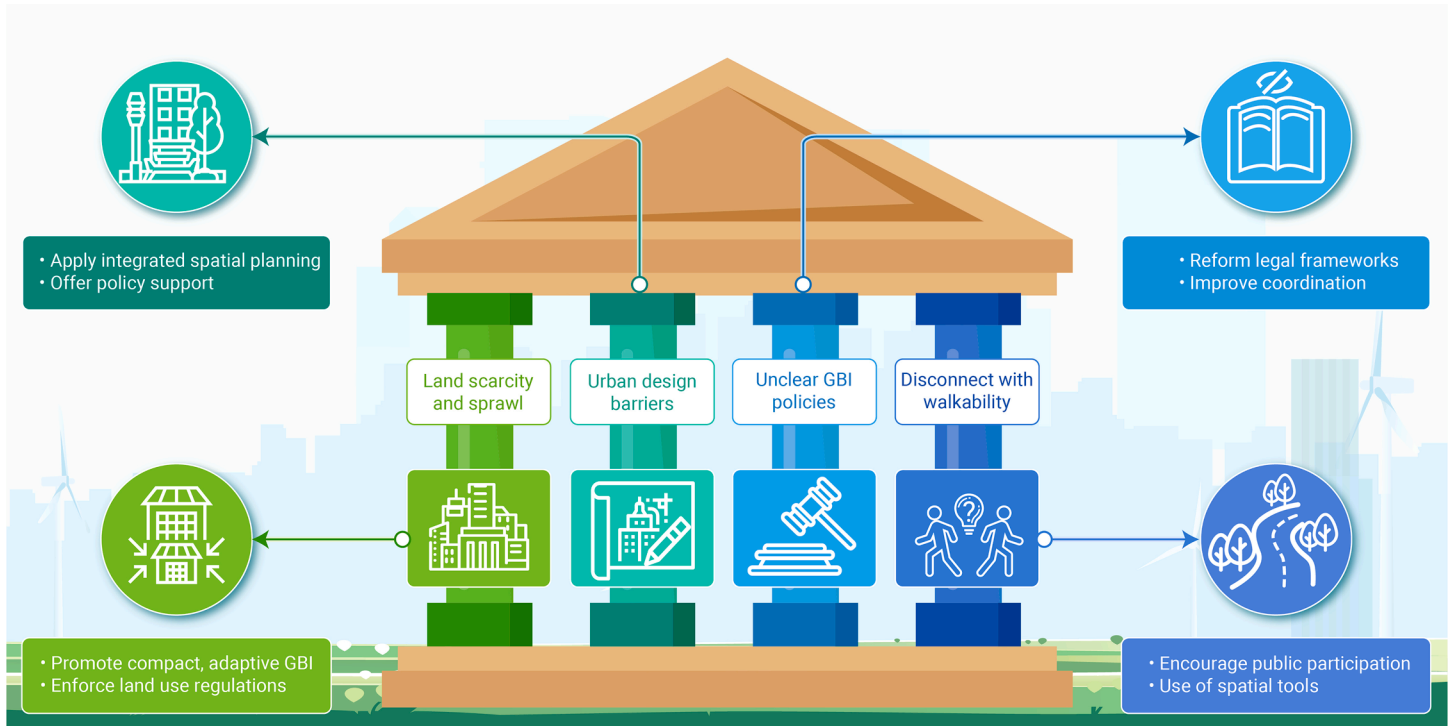 • Apply integrated spatial planning
• Offer policy support
• Reform legal frameworks
• Improve coordination
Land scarcity
and sprawl
Urban design
barriers
Unclear GBI
policies
Disconnect with
walkability
?
• Promote compact, adaptive GBI
• Enforce land use regulations
• Encourage public participation
• Use of spatial tools